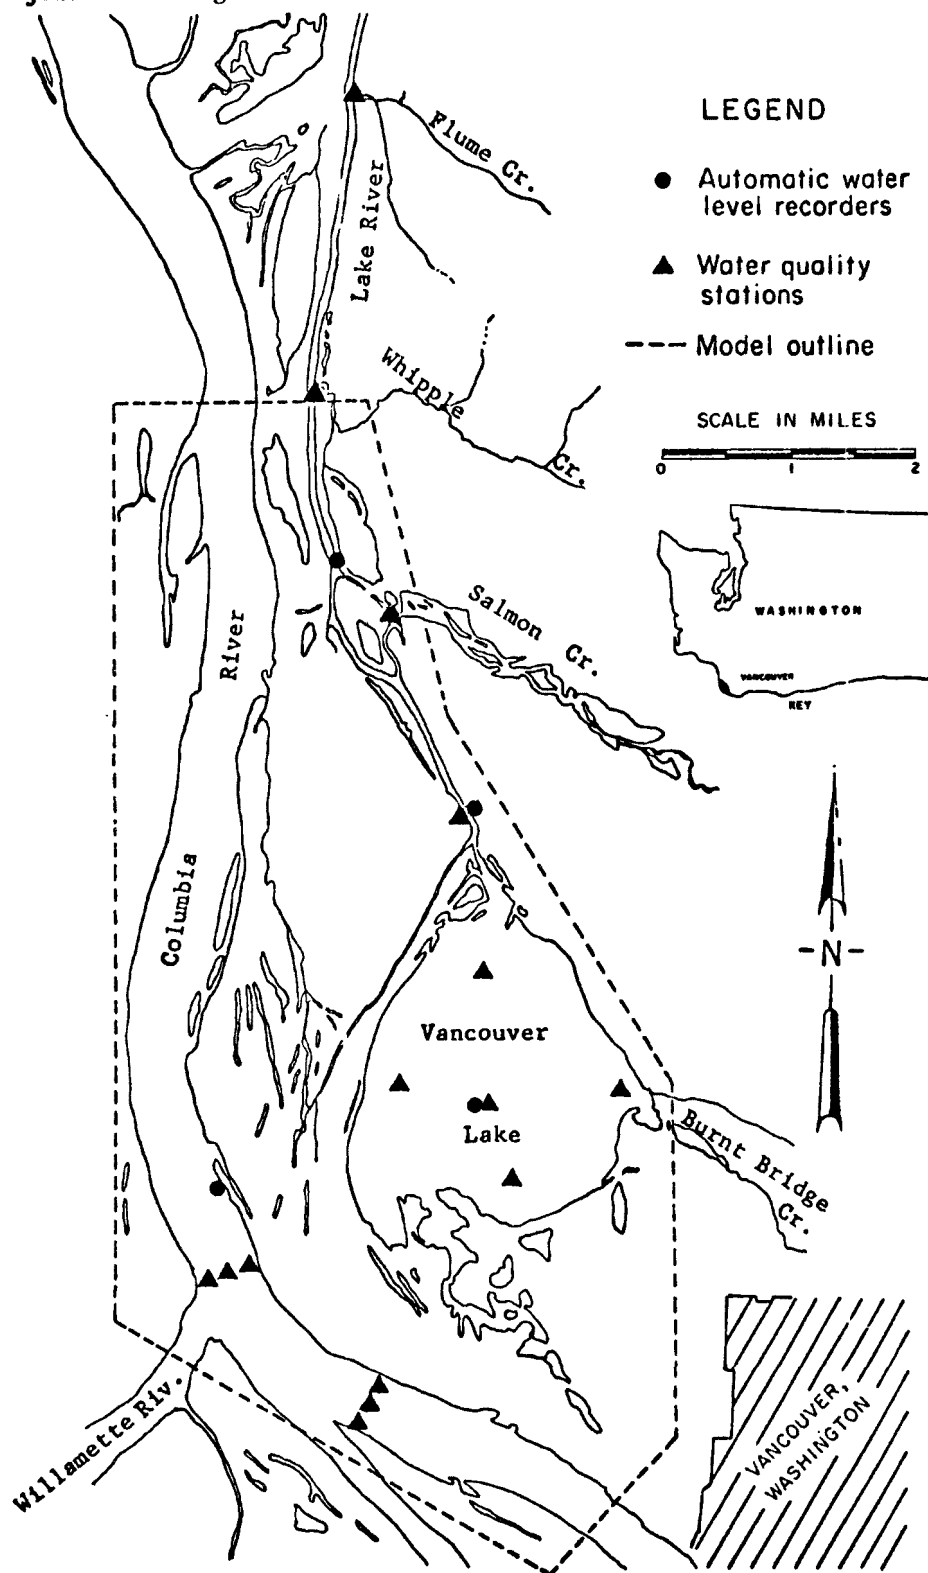 LEGEND
Automatic water
level recorders
Water quality
stations
Model outline
SCALE IN MILES
0 1 2
WASHINGTON
VANCOUVER
KEY
Flume Cr.
Lake River
Whipple
Cr.
Salmon
Cr.
River
Columbia
-N-
Vancouver
Lake
Burnt Bridge
Cr.
Willamette Riv.
VANCOUVER,
WASHINGTON